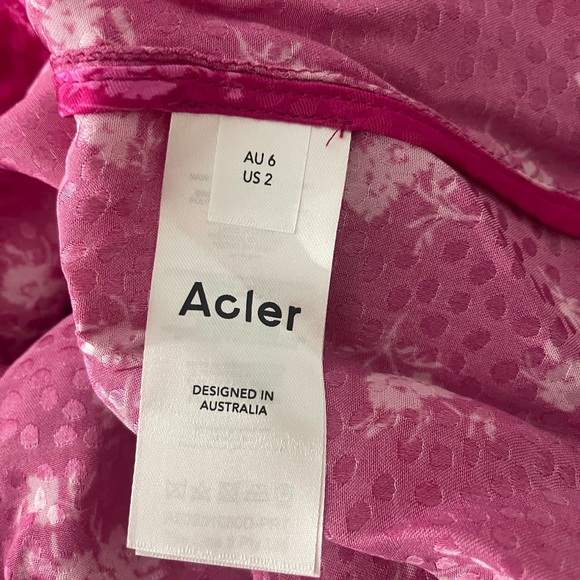 AU 6
US 2
Acler
DESIGNED IN
AUSTRALIA